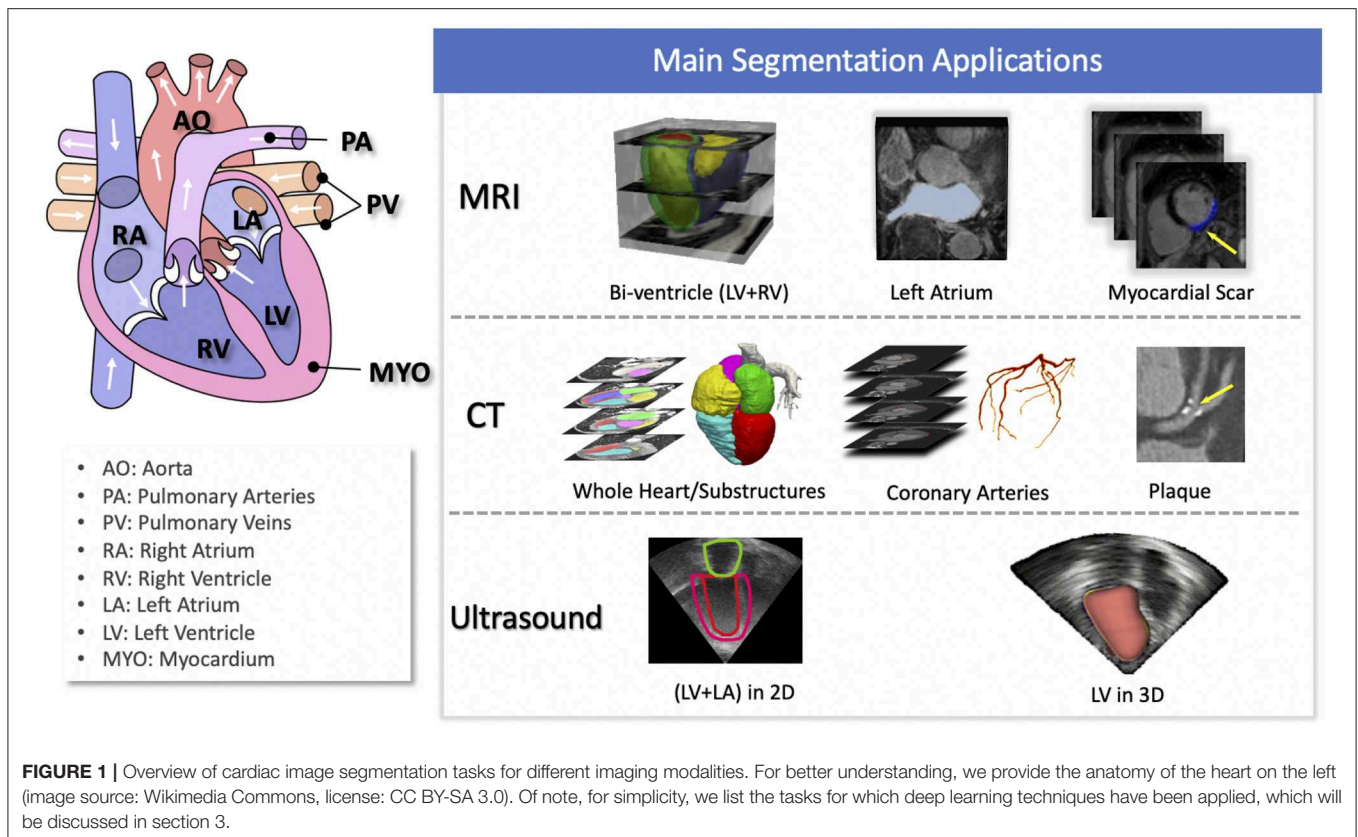 AO
PA
PV
LA
RA
LV
RV
MYO
• AO: Aorta
• PA: Pulmonary Arteries
• PV: Pulmonary Veins
• RA: Right Atrium
• RV: Right Ventricle
• LA: Left Atrium
• LV: Left Ventricle
• MYO: Myocardium
Main Segmentation Applications
MRI
Bi-ventricle (LV+RV)
Left Atrium
Myocardial Scar
CT
Whole Heart/Substructures
Coronary Arteries
Plaque
Ultrasound
(LV+LA) in 2D
LV in 3D
FIGURE 1 | Overview of cardiac image segmentation tasks for different imaging modalities. For better understanding, we provide the anatomy of the heart on the left
(image source: Wikimedia Commons, license: CC BY-SA 3.0). Of note, for simplicity, we list the tasks for which deep learning techniques have been applied, which will
be discussed in section 3.